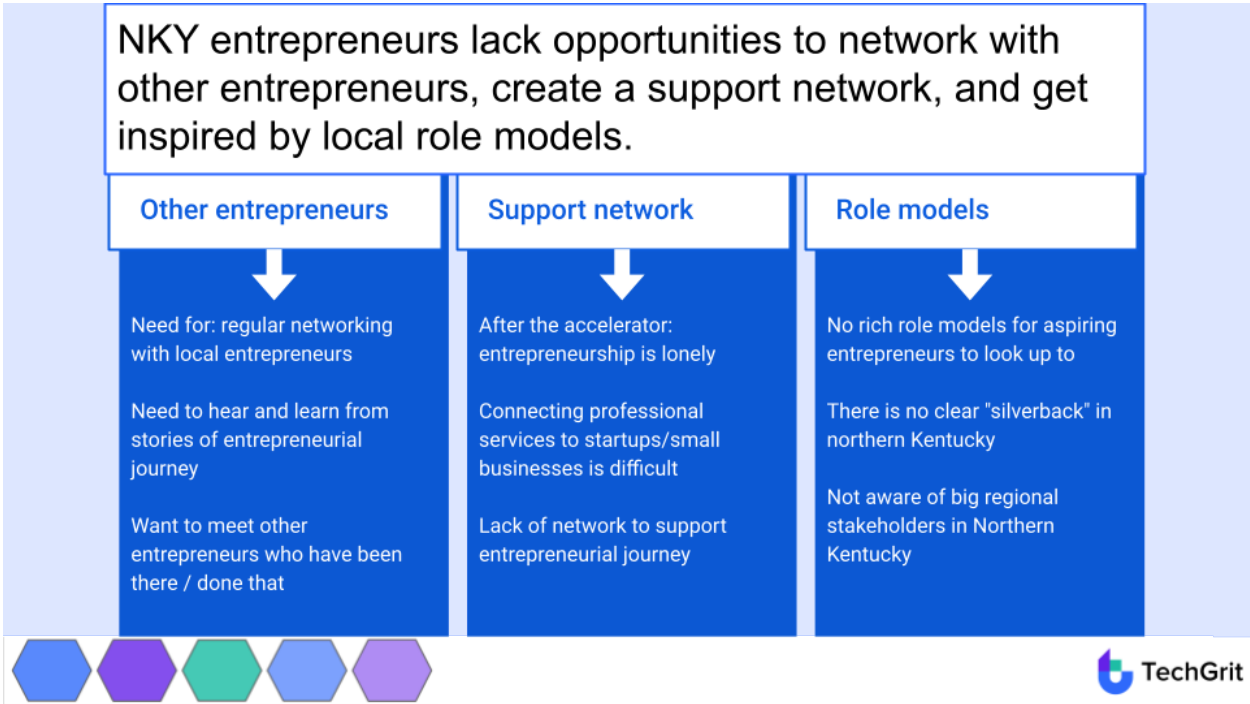 NKY entrepreneurs lack opportunities to network with
other entrepreneurs, create a support network, and get
inspired by local role models.
Other entrepreneurs
Need for: regular networking
with local entrepreneurs
Need to hear and learn from
stories of entrepreneurial
journey
Want to meet other
entrepreneurs who have been
there / done that
Support network
After the accelerator:
entrepreneurship is lonely
Connecting professional
services to startups/small
businesses is difficult
Lack of network to support
entrepreneurial journey
Role models
No rich role models for aspiring
entrepreneurs to look up to
There is no clear "silverback" in
northern Kentucky
Not aware of big regional
stakeholders in Northern
Kentucky
TechGrit